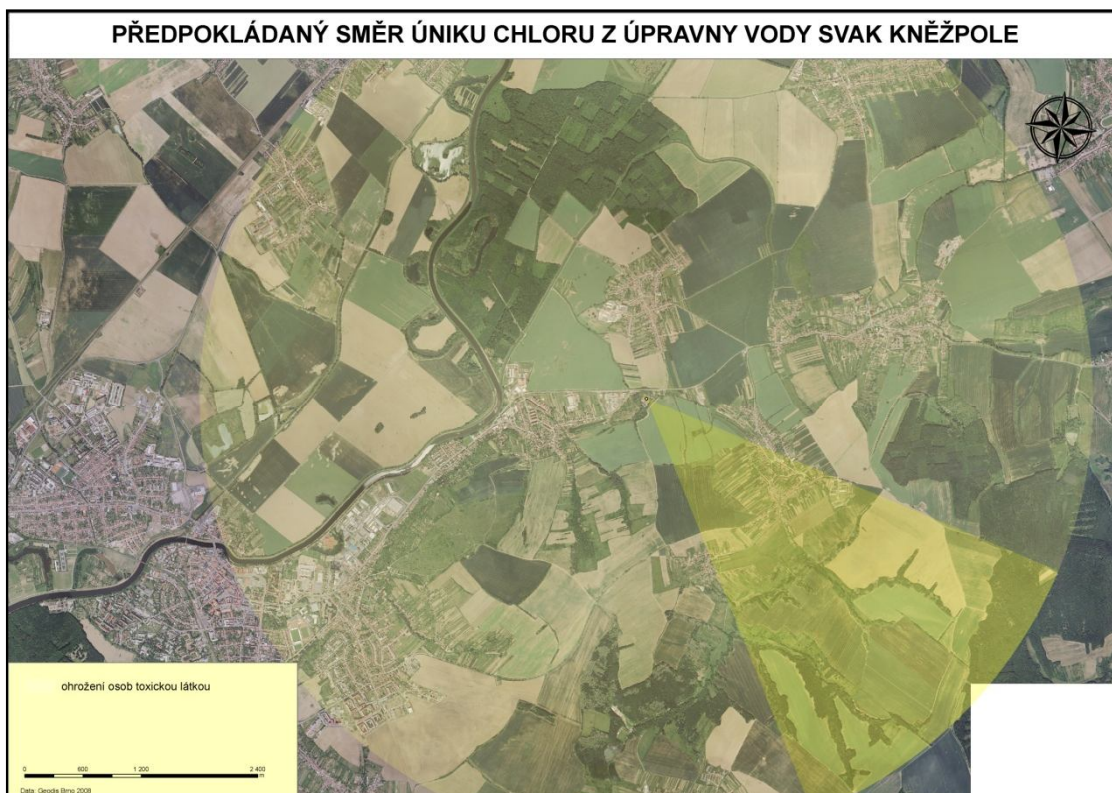 PŘEDPOKLÁDANÝ SMĚR ÚNIKU CHLORU Z ÚPRAVNY VODY SVAK KNĚŽPOLE
ohrožení osob toxickou látkou
0 600 1 200 2 400
m
Data: Geodis Brno 2008